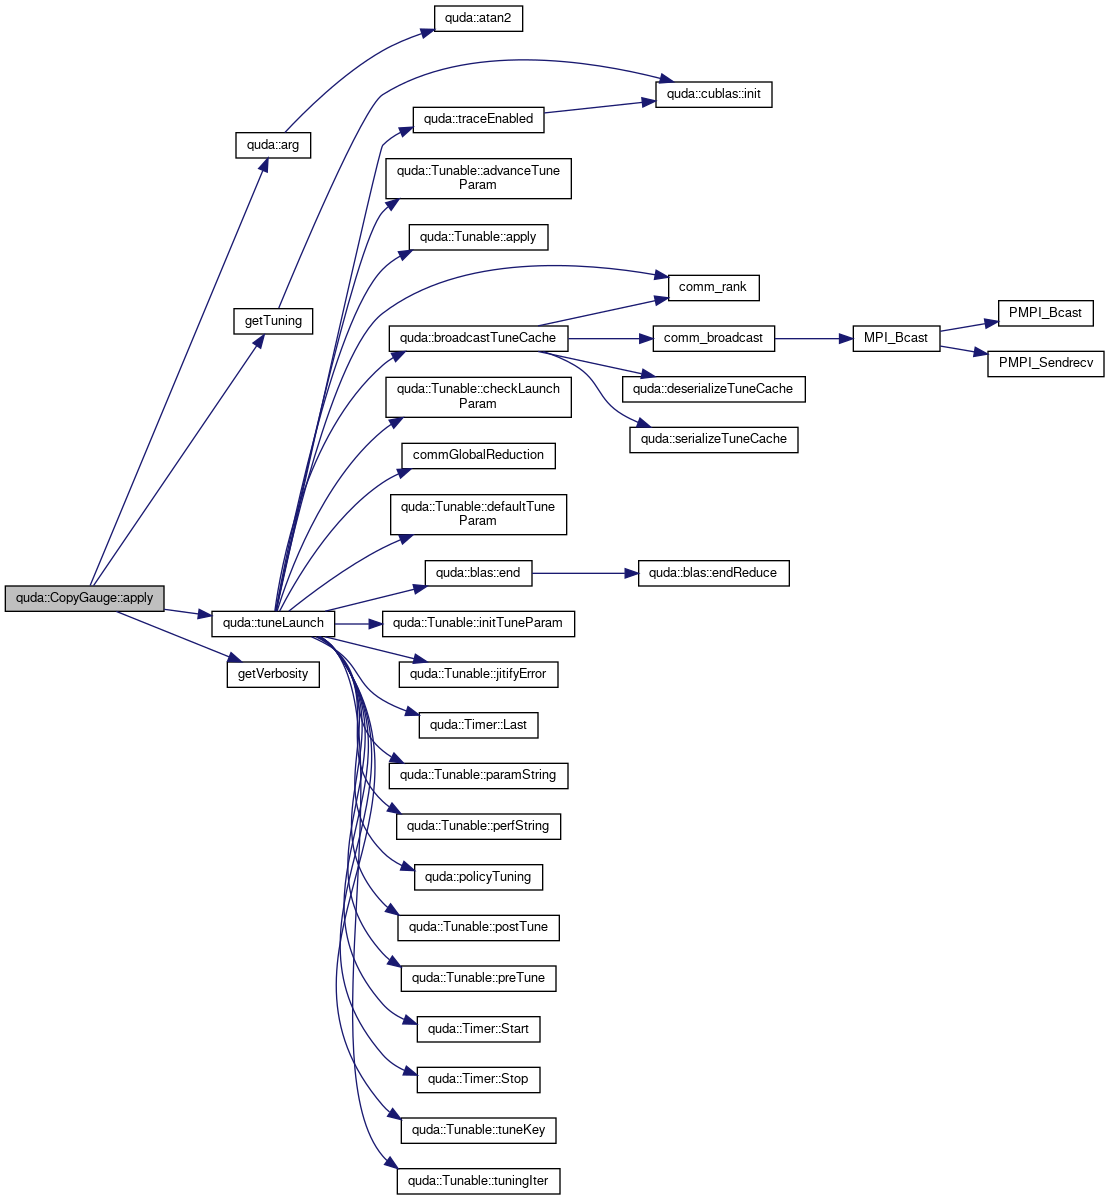 quda::atan2
quda::cublas::init
quda::traceEnabled
quda::arg
quda::Tunable::advanceTune
Param
quda::Tunable::apply
comm_rank
getTuning
PMPI_Bcast
quda::broadcastTuneCache
comm_broadcast
MPI_Bcast
PMPI_Sendrecv
quda::Tunable::checkLaunch
Param
quda::deserializeTuneCache
quda::serializeTuneCache
commGlobalReduction
quda::Tunable::defaultTune
Param
quda::blas::end
quda::blas::endReduce
quda::CopyGauge::apply
quda::tuneLaunch
quda::Tunable::initTuneParam
getVerbosity
quda::Tunable::jitifyError
quda::Timer::Last
quda::Tunable::paramString
quda::Tunable::perfString
quda::policyTuning
quda::Tunable::postTune
quda::Tunable::preTune
quda::Timer::Start
quda::Timer::Stop
quda::Tunable::tuneKey
quda::Tunable::tuningIter